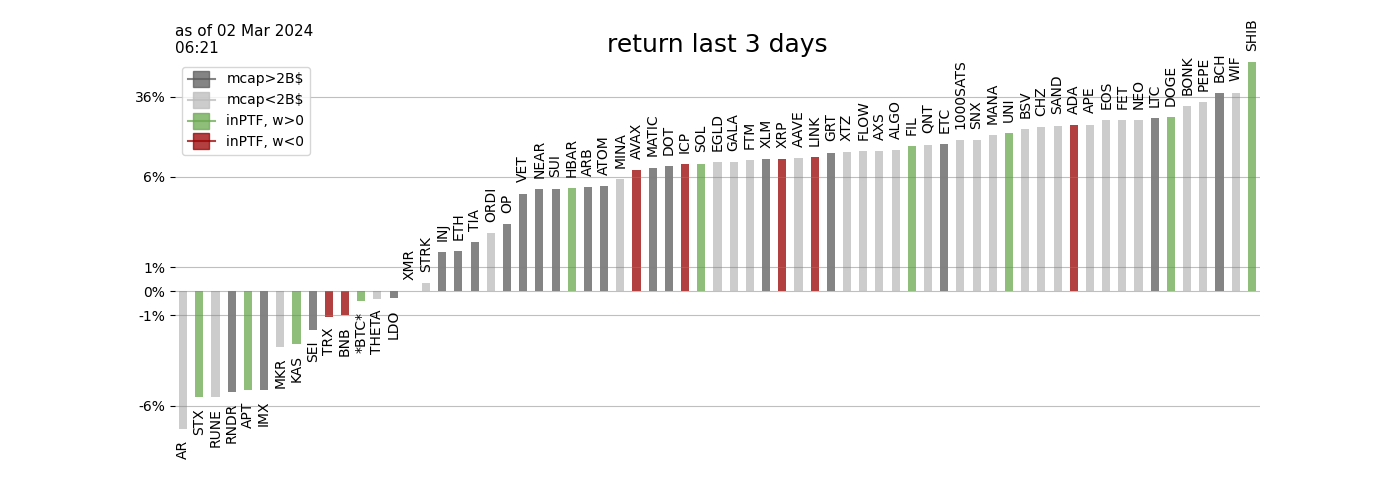 as of 02 Mar 2024
06:21
return last 3 days
mcap>2B$
mcap<2B$
inPTF, w>0
inPTF, w<0
36%
6%
1%
0%
-1%
-6%
AR
STX
RUNE
RNDR
APT
IMX
MKR
KAS
SEI
TRX
BNB
*BTC*
THETA
LDO
XMR
STRK
INJ
ETH
TIA
ORDI
OP
VET
NEAR
SUI
HBAR
ARB
ATOM
MINA
AVAX
MATIC
DOT
ICP
SOL
EGLD
GALA
FTM
XLM
XRP
AAVE
LINK
GRT
XTZ
FLOW
AXS
ALGO
FIL
QNT
ETC
1000SATS
SNX
MANA
UNI
BSV
CHZ
SAND
ADA
APE
EOS
FET
NEO
LTC
DOGE
BONK
PEPE
BCH
WIF
SHIB